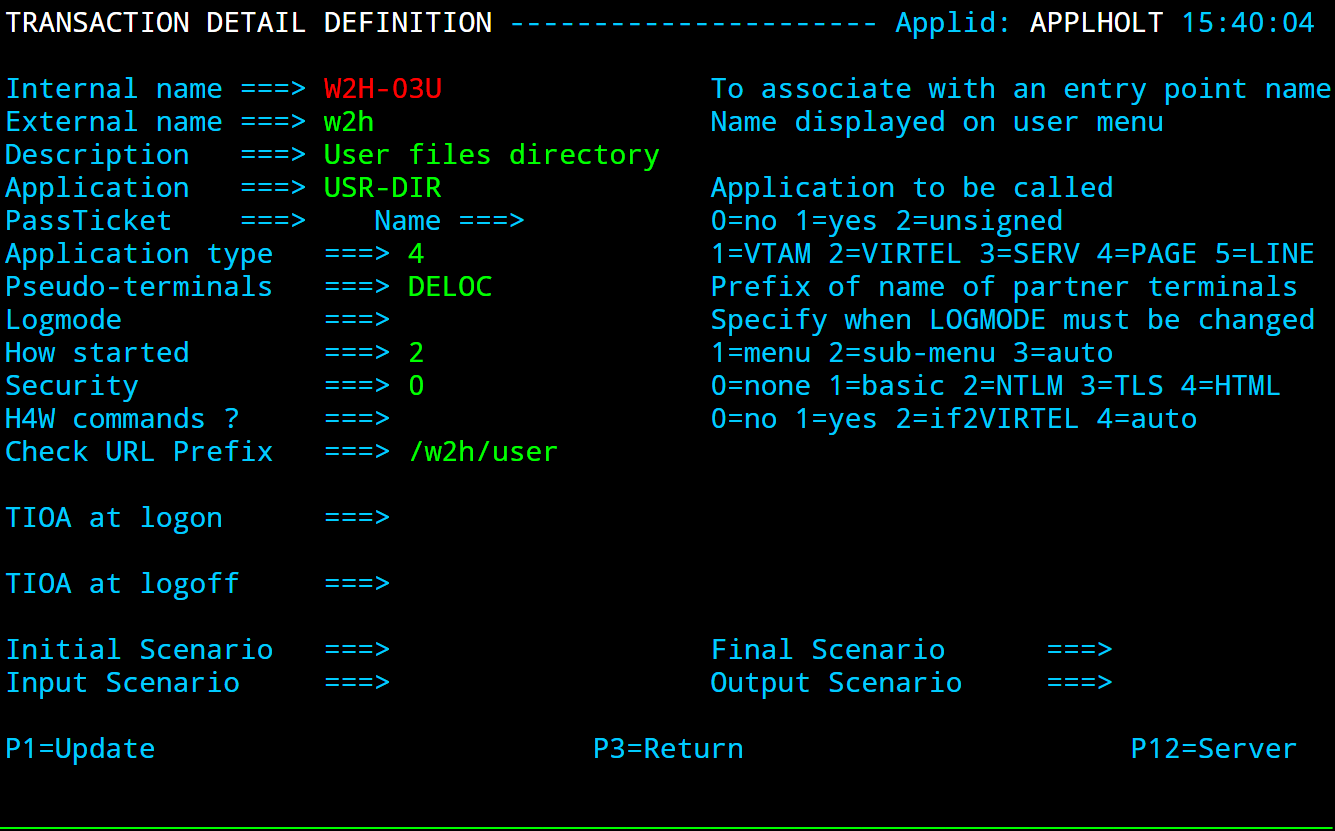 TRANSACTION DETAIL DEFINITION ---------------------- Applid: APPLHOLT 15:40:04
Internal name ===> W2H-03U To associate with an entry point name
External name ===> w2h Name displayed on user menu
Description ===> User files directory
Application ===> USR-DIR Application to be called
PassTicket ===> Name ===> 0=no 1=yes 2=unsigned
Application type ===> 4 1=VTAM 2=VIRTEL 3=SERV 4=PAGE 5=LINE
Pseudo-terminals ===> DELOC Prefix of name of partner terminals
Logmode ===> Specify when LOGMODE must be changed
How started ===> 2 1=menu 2=sub-menu 3=auto
Security ===> 0 0=none 1=basic 2=NTLM 3=TLS 4=HTML
H4W commands ? ===> 0=no 1=yes 2=if2VIRTEL 4=auto
Check URL Prefix ===> /w2h/user
TIOA at logon ===>
TIOA at logoff ===>
Initial Scenario ===> Final Scenario ===>
Input Scenario ===> Output Scenario ===>
P1=Update P3=Return P12=Server